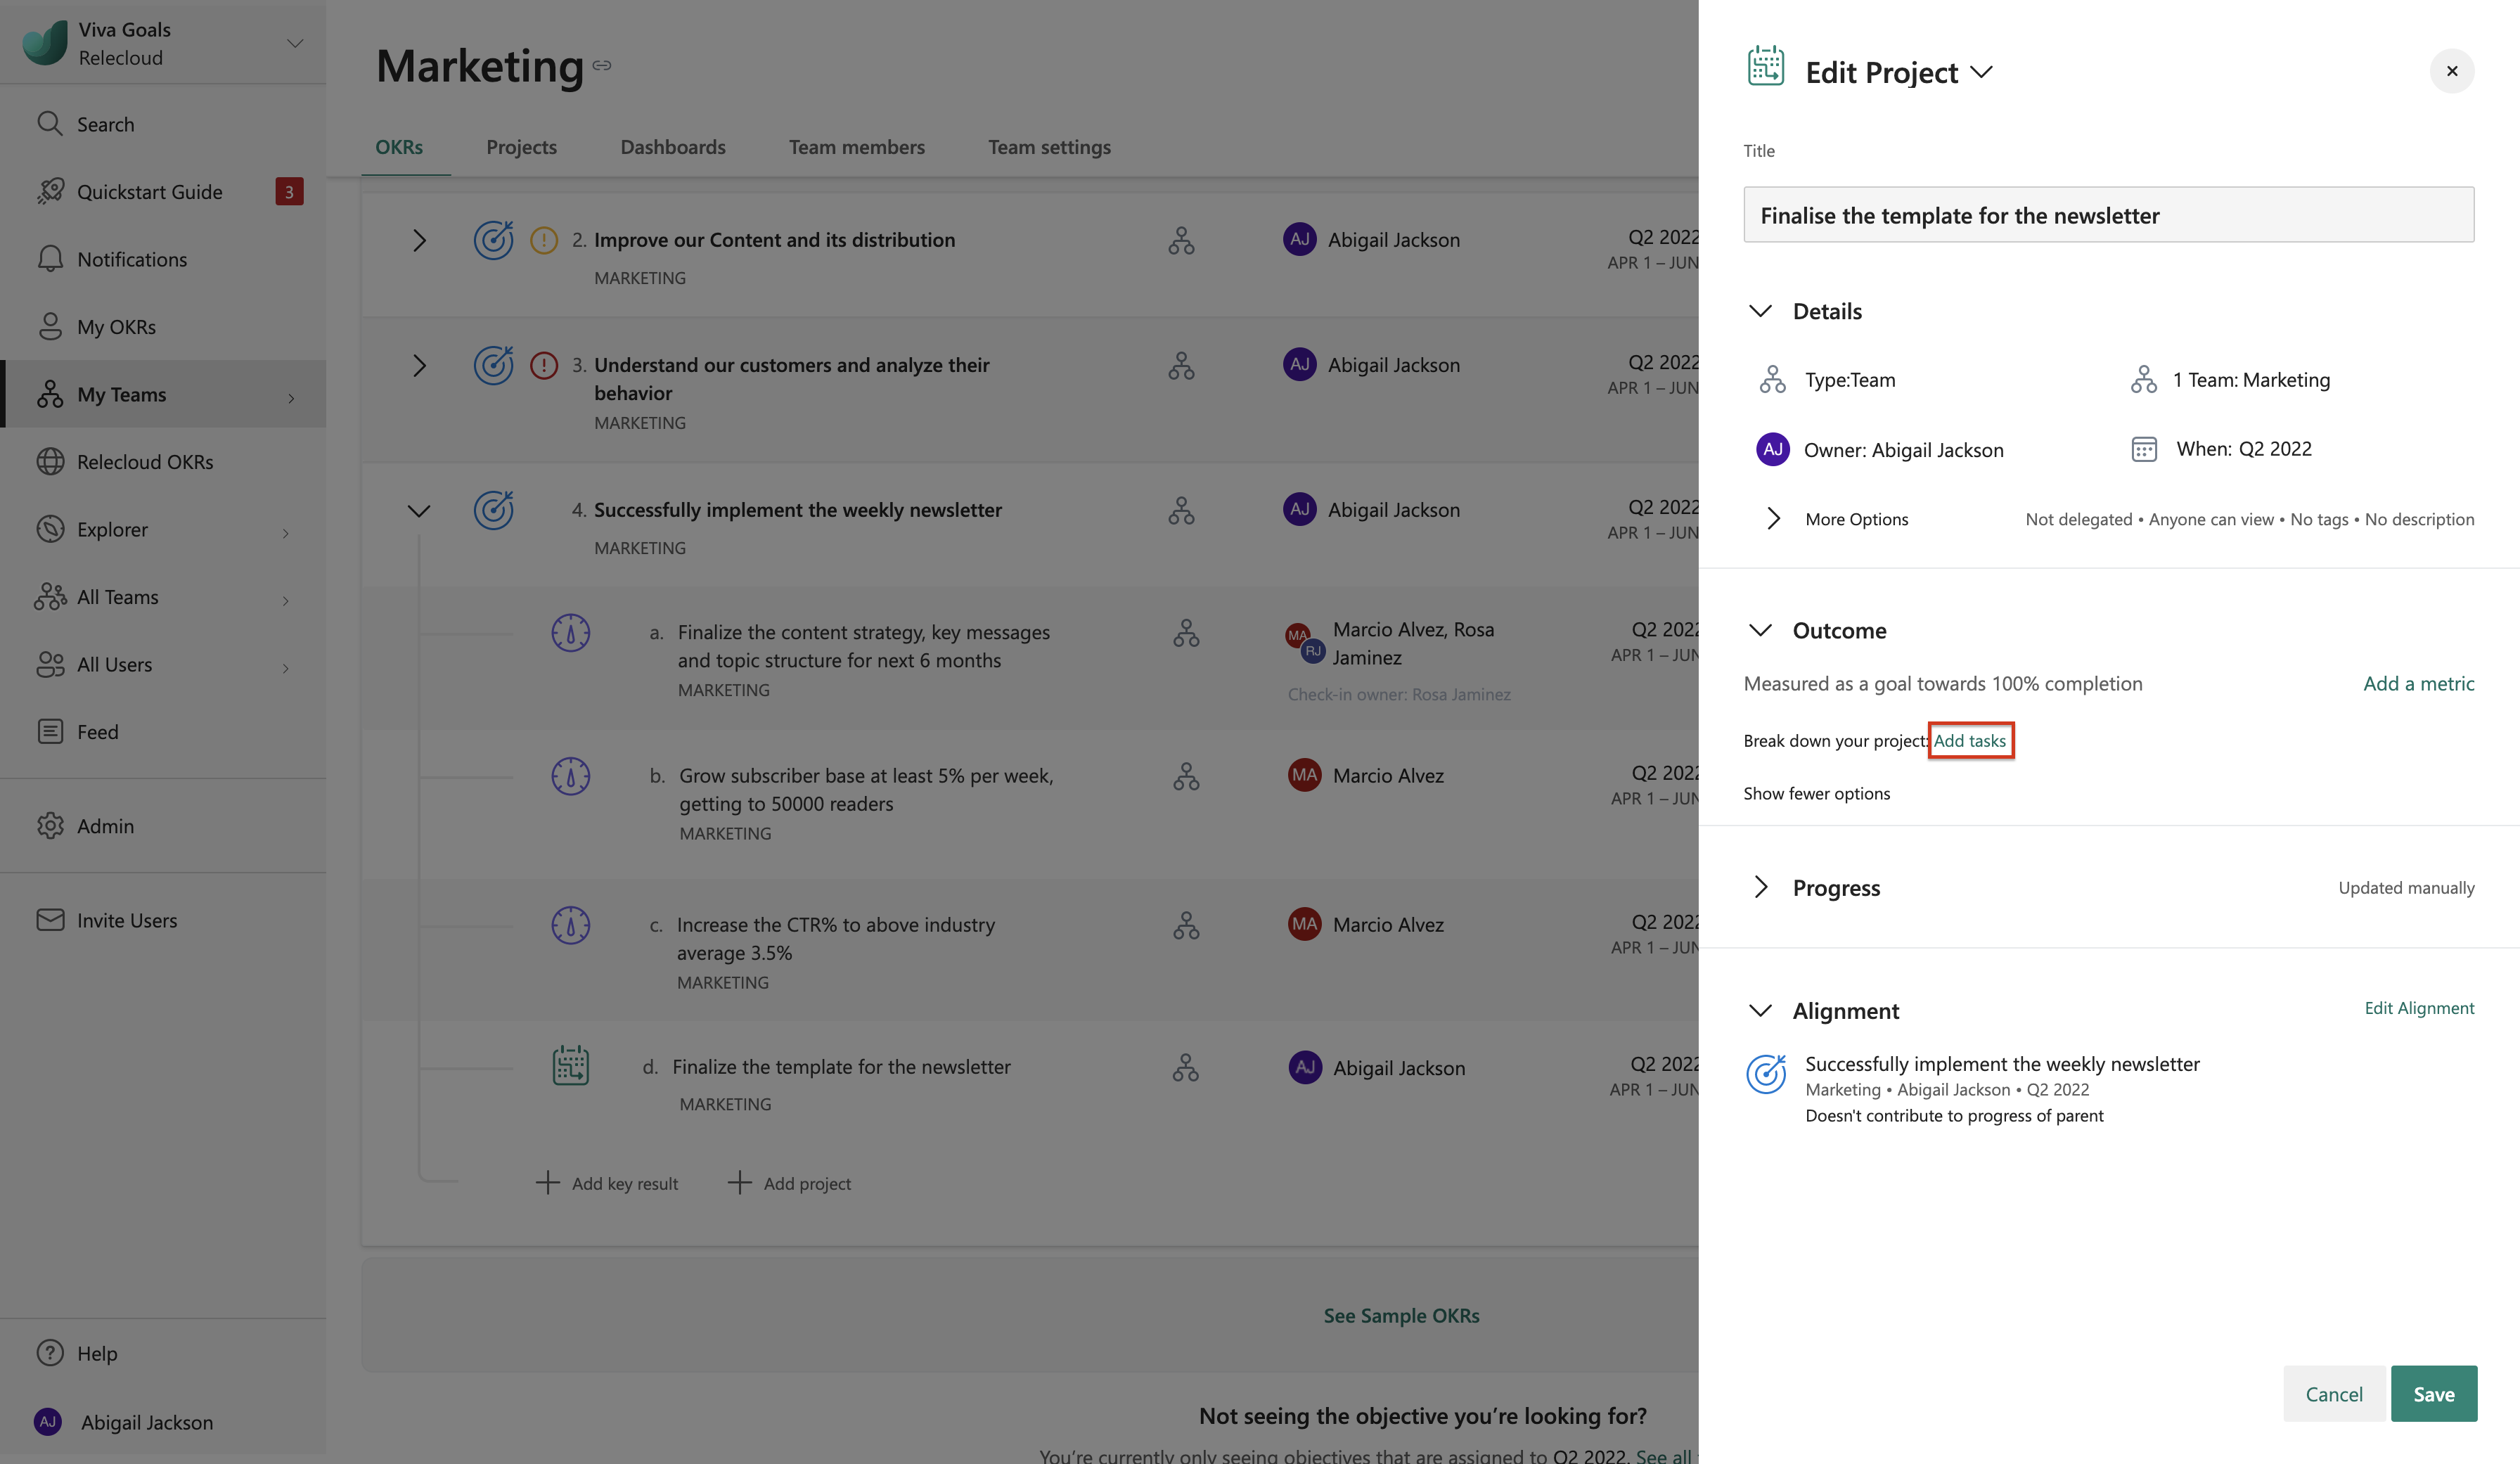 Viva Goals
Relecloud
Search
Quickstart Guide 3
Notifications
My OKRs
My Teams
Relecloud OKRs
Explorer
All Teams
All Users
Feed
Admin
Invite Users
Help
AJ Abigail Jackson
Marketing
OKRs Projects Dashboards Team members Team settings
2. Improve our Content and its distribution AJ Abigail Jackson Q2 2022
MARKETING APR 1 – JUN
3. Understand our customers and analyze their AJ Abigail Jackson Q2 2022
behavior APR 1 – JUN
MARKETING
4. Successfully implement the weekly newsletter AJ Abigail Jackson Q2 2022
MARKETING APR 1 – JUN
a. Finalize the content strategy, key messages MA RJ Marcio Alvez, Rosa Q2 2022
and topic structure for next 6 months Jaminez APR 1 – JUN
MARKETING Check-in owner: Rosa Jaminez
b. Grow subscriber base at least 5% per week, MA Marcio Alvez Q2 2022
getting to 50000 readers APR 1 – JUN
MARKETING
c. Increase the CTR% to above industry MA Marcio Alvez Q2 2022
average 3.5% APR 1 – JUN
MARKETING
d. Finalize the template for the newsletter AJ Abigail Jackson Q2 2022
MARKETING APR 1 – JUN
Add key result Add project
See Sample OKRs
Not seeing the objective you’re looking for?
You’re currently only seeing objectives that are assigned to Q2 2022. See all
Edit Project
Title
Finalise the template for the newsletter
Details
Type:Team 1 Team: Marketing
AJ Owner: Abigail Jackson When: Q2 2022
More Options Not delegated • Anyone can view • No tags • No description
Outcome
Measured as a goal towards 100% completion Add a metric
Break down your project: Add tasks
Show fewer options
Progress Updated manually
Alignment Edit Alignment
Successfully implement the weekly newsletter
Marketing • Abigail Jackson • Q2 2022
Doesn't contribute to progress of parent
Cancel Save